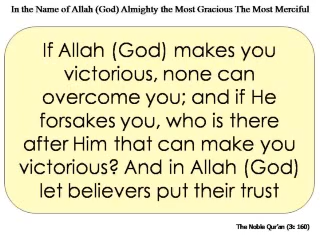 In the Name of Allah (God) Almighty the Most Gracious The Most Merciful
If Allah (God) makes you
victorious, none can
overcome you; and if He
forsakes you, who is there
after Him that can make you
victorious? And in Allah (God)
let believers put their trust
The Noble Qur'an (3: 160)